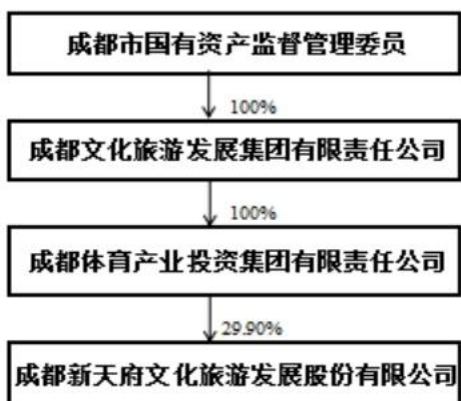 成都市国有资产监督管理委员
100%
成都文化旅游发展集团有限责任公司
100%
成都体育产业投资集团有限责任公司
29.90%
成都新天府文化旅游发展股份有限公司